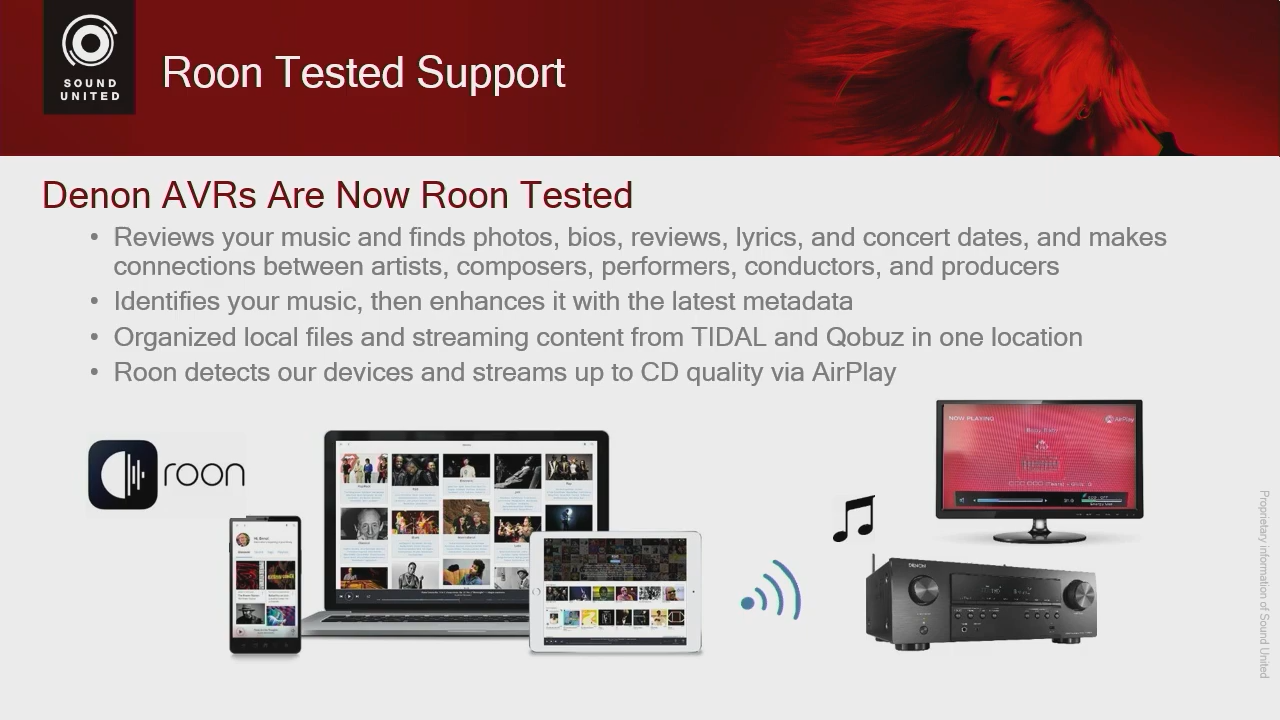 SOUND
UNITED
Roon Tested Support
Denon AVRs Are Now Roon Tested
• Reviews your music and finds photos, bios, reviews, lyrics, and concert dates, and makes
connections between artists, composers, performers, conductors, and producers
• Identifies your music, then enhances it with the latest metadata
• Organized local files and streaming content from TIDAL and Qobuz in one location
• Roon detects our devices and streams up to CD quality via AirPlay
roon
NOW PLAYING
AirPlay
DENON
Proprietary information of Sound United